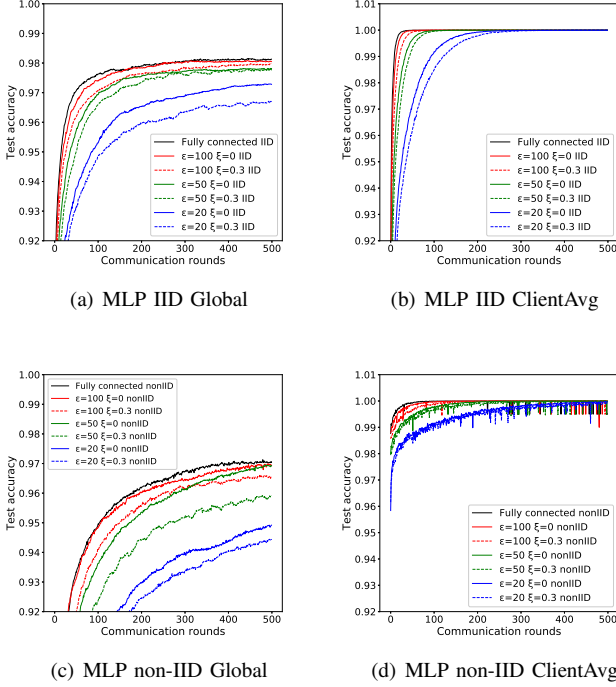 1.00
0.99
0.98
0.97
0.96
0.95
0.94
0.93
0.92
Test accuracy
0
100
200
300
400
500
Communication rounds
Fully connected IID
ε=100 ξ=0 IID
ε=100 ξ=0.3 IID
ε=50 ξ=0 IID
ε=50 ξ=0.3 IID
ε=20 ξ=0 IID
ε=20 ξ=0.3 IID
(a) MLP IID Global
1.01
1.00
0.99
0.98
0.97
0.96
0.95
0.94
0.93
0.92
Test accuracy
0
100
200
300
400
500
Communication rounds
Fully connected IID
ε=100 ξ=0 IID
ε=100 ξ=0.3 IID
ε=50 ξ=0 IID
ε=50 ξ=0.3 IID
ε=20 ξ=0 IID
ε=20 ξ=0.3 IID
(b) MLP IID ClientAvg
1.00
0.99
0.98
0.97
0.96
0.95
0.94
0.93
0.92
Test accuracy
0
100
200
300
400
500
Communication rounds
Fully connected nonIID
ε=100 ξ=0 nonIID
ε=100 ξ=0.3 nonIID
ε=50 ξ=0 nonIID
ε=50 ξ=0.3 nonIID
ε=20 ξ=0 nonIID
ε=20 ξ=0.3 nonIID
(c) MLP non-IID Global
1.01
1.00
0.99
0.98
0.97
0.96
0.95
0.94
0.93
0.92
Test accuracy
0
100
200
300
400
500
Communication rounds
Fully connected nonIID
ε=100 ξ=0 nonIID
ε=100 ξ=0.3 nonIID
ε=50 ξ=0 nonIID
ε=50 ξ=0.3 nonIID
ε=20 ξ=0 nonIID
ε=20 ξ=0.3 nonIID
(d) MLP non-IID ClientAvg